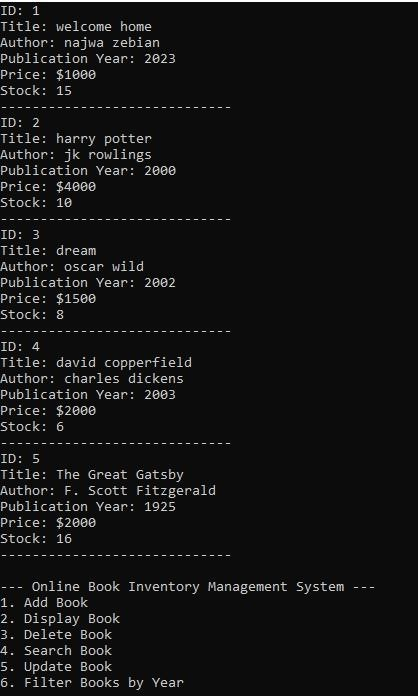 ID: 1
Title: welcome home
Author: najwa zebian
Publication Year: 2023
Price: $1000
Stock: 15
-----------------------------
ID: 2
Title: harry potter
Author: jk rowlings
Publication Year: 2000
Price: $4000
Stock: 10
-----------------------------
ID: 3
Title: dream
Author: oscar wild
Publication Year: 2002
Price: $1500
Stock: 8
-----------------------------
ID: 4
Title: david copperfield
Author: charles dickens
Publication Year: 2003
Price: $2000
Stock: 6
-----------------------------
ID: 5
Title: The Great Gatsby
Author: F. Scott Fitzgerald
Publication Year: 1925
Price: $2000
Stock: 16
-----------------------------
--- Online Book Inventory Management System ---
1. Add Book
2. Display Book
3. Delete Book
4. Search Book
5. Update Book
6. Filter Books by Year